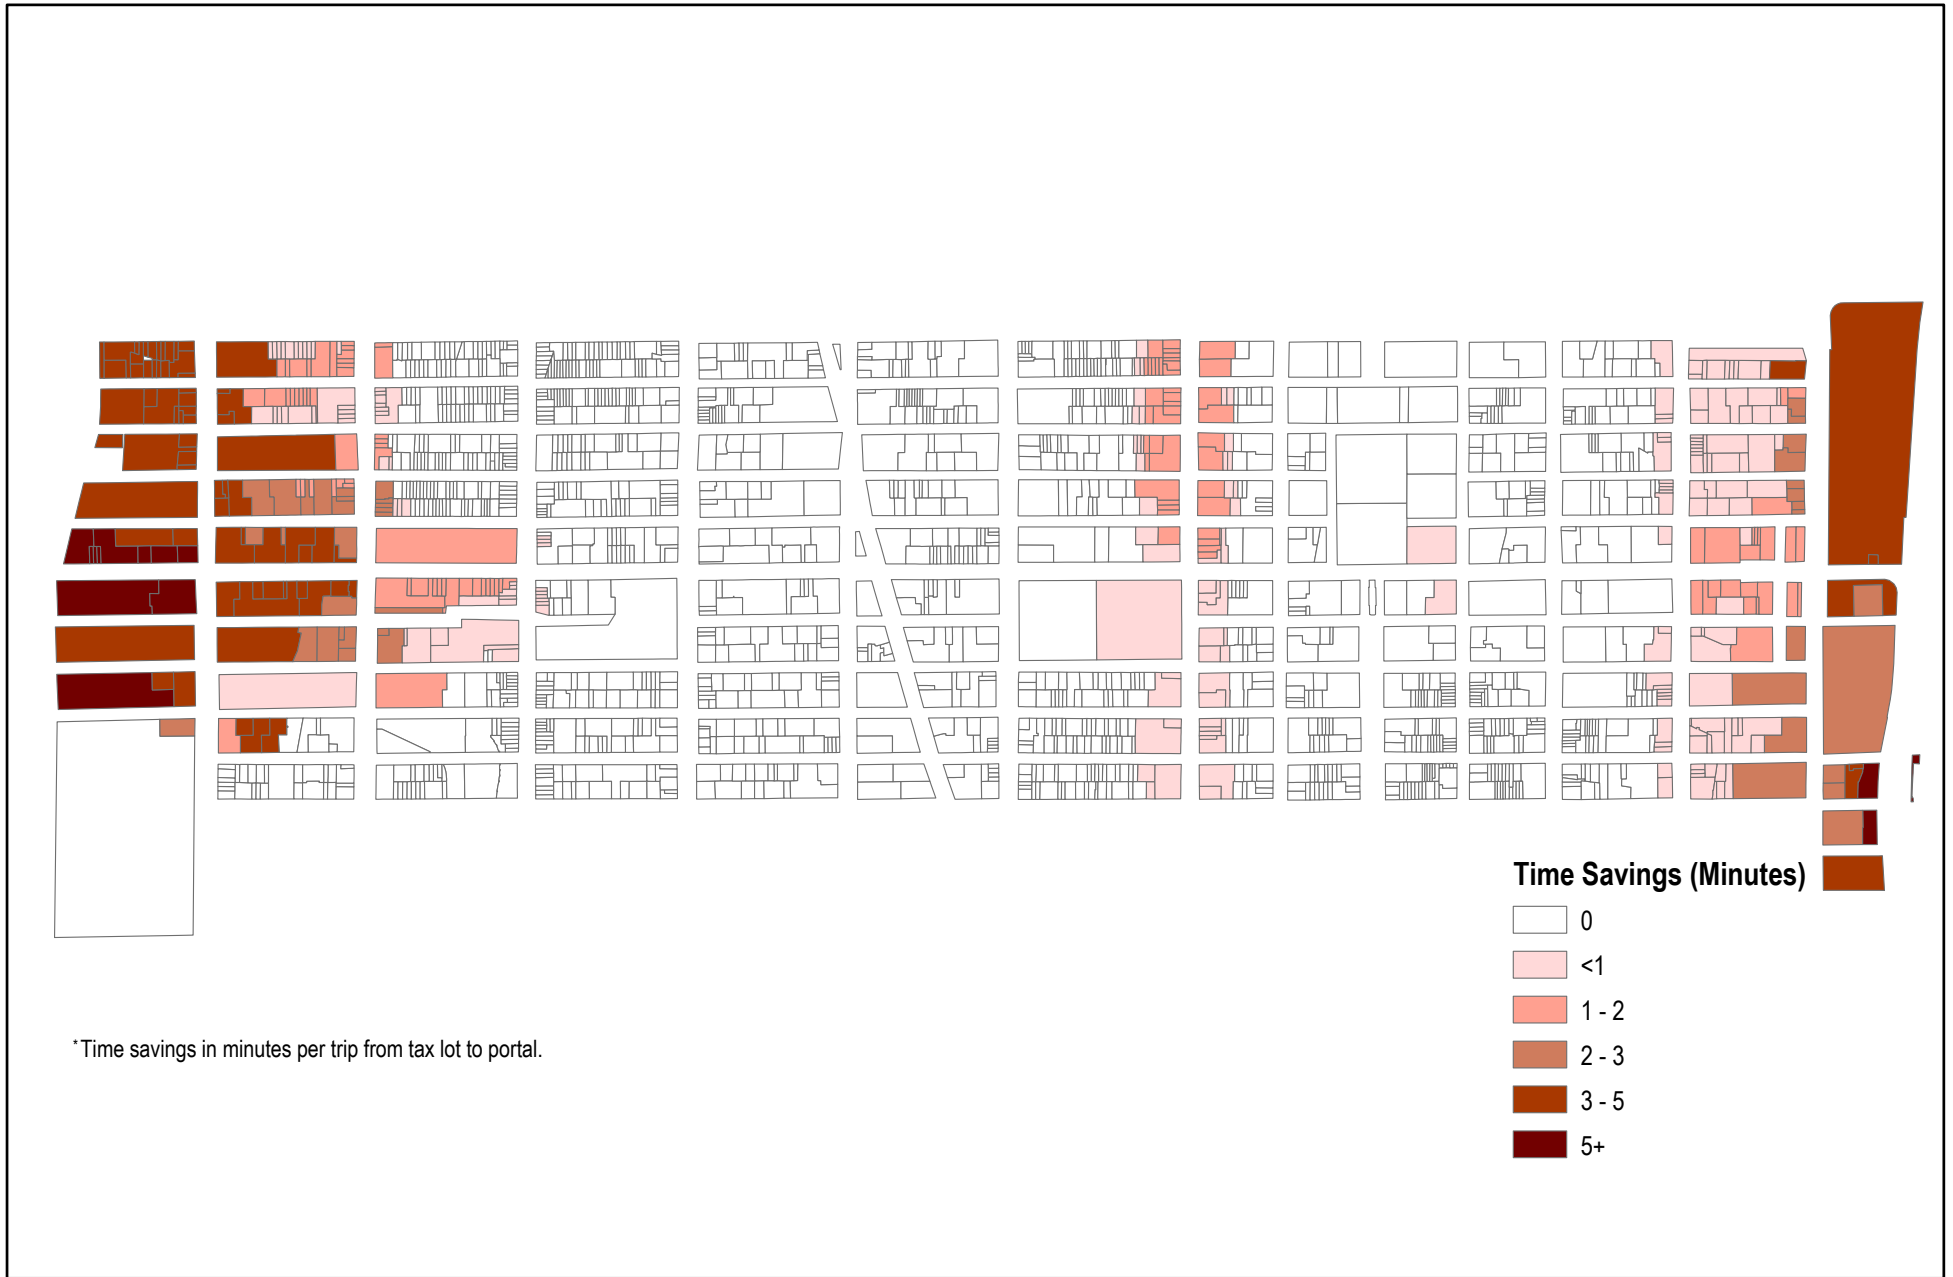 Time Savings (Minutes)
0
<1
1 - 2
2 - 3
3 - 5
5+
*Time savings in minutes per trip from tax lot to portal.